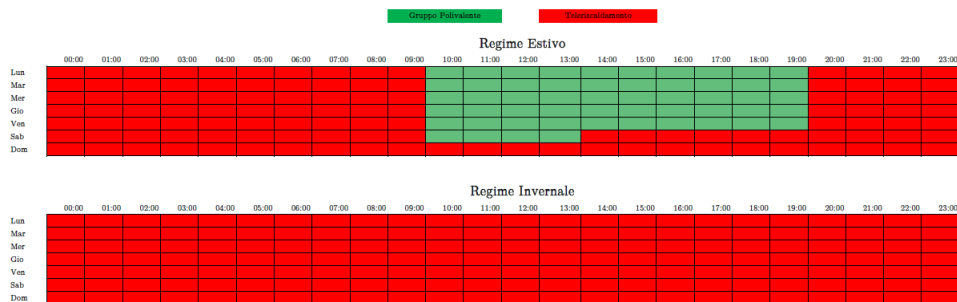 Gruppo Polivalente Teleriscaldamento
Regime Estivo
00:00 01:00 02:00 03:00 04:00 05:00 06:00 07:00 08:00 09:00 10:00 11:00 12:00 13:00 14:00 15:00 16:00 17:00 18:00 19:00 20:00 21:00 22:00 23:00
Lun
Mar
Mer
Gio
Ven
Sab
Dom
Regime Invernale
00:00 01:00 02:00 03:00 04:00 05:00 06:00 07:00 08:00 09:00 10:00 11:00 12:00 13:00 14:00 15:00 16:00 17:00 18:00 19:00 20:00 21:00 22:00 23:00
Lun
Mar
Mer
Gio
Ven
Sab
Dom